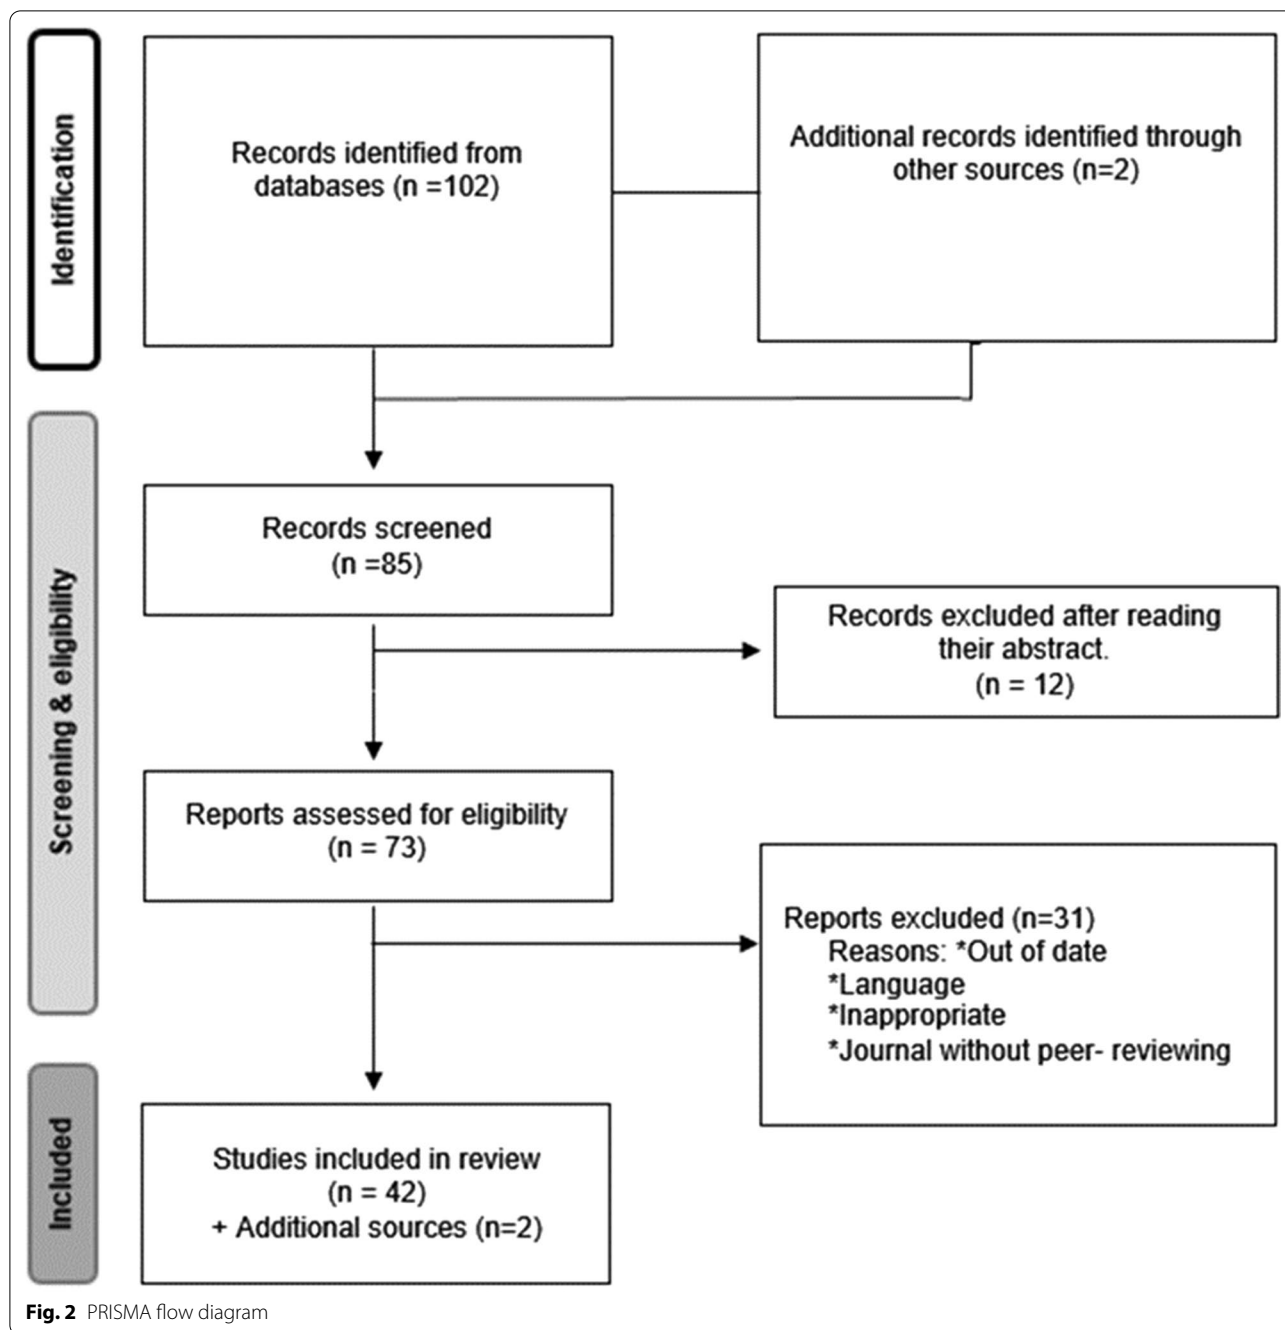 Identification
Records identified from
databases (n =102)
Additional records identified through
other sources (n=2)
Screening & eligibility
Records screened
(n =85)
Records excluded after reading
their abstract.
(n = 12)
Reports assessed for eligibility
(n = 73)
Reports excluded (n=31)
Reasons: *Out of date
*Language
*Inappropriate
*Journal without peer- reviewing
Included
Studies included in review
(n = 42)
+ Additional sources (n=2)
Fig. 2 PRISMA flow diagram